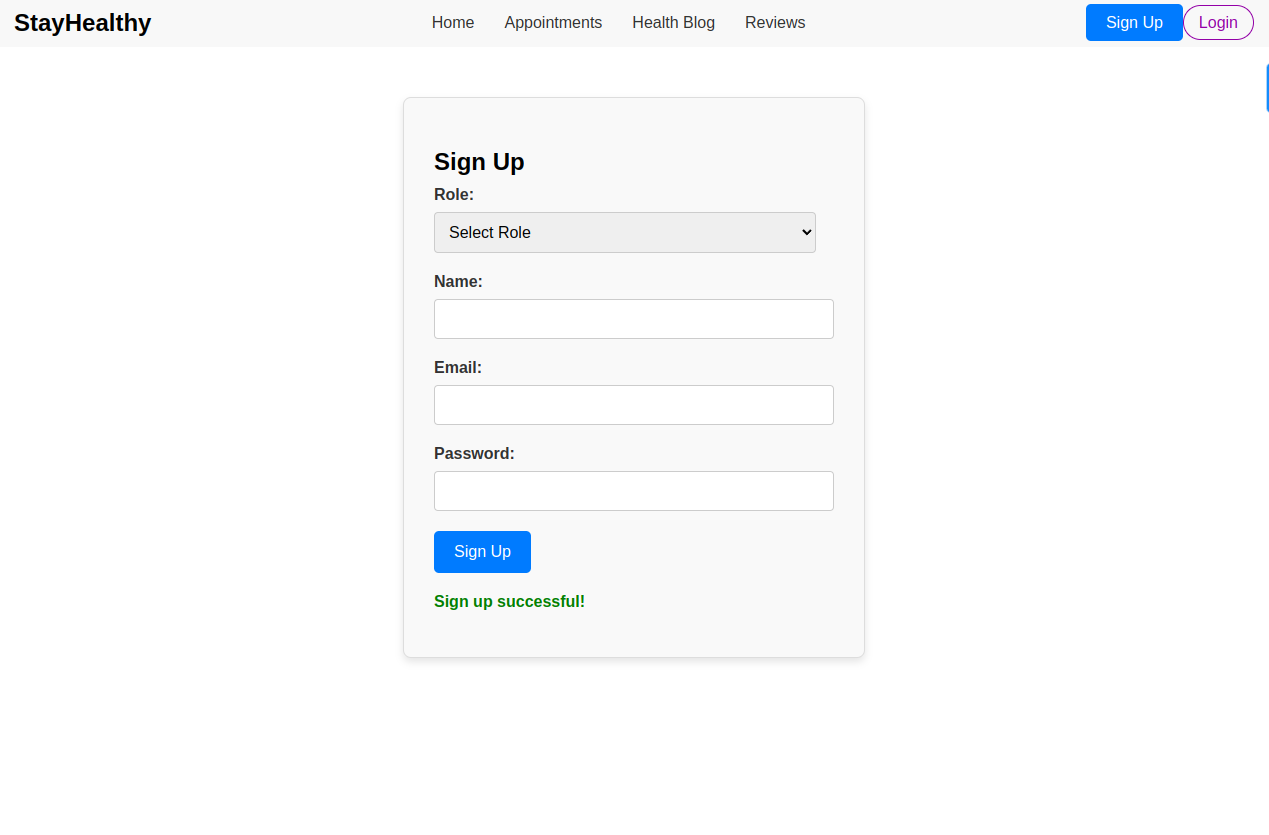 StayHealthy
Home Appointments Health Blog Reviews
Sign Up Login
Sign Up
Role:
Select Role
Name:
Email:
Password:
Sign Up
Sign up successful!